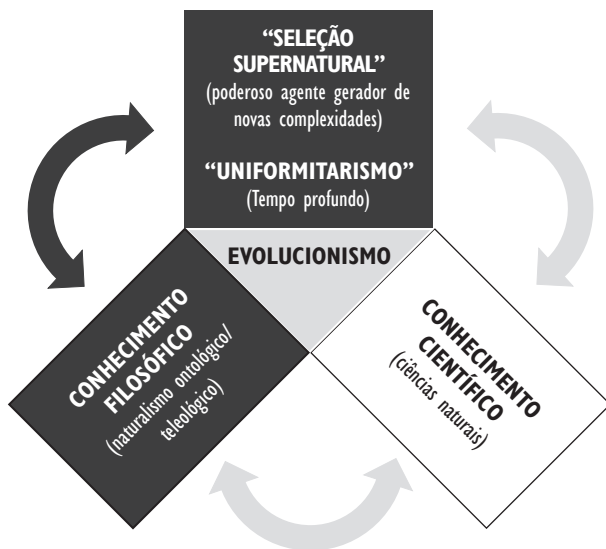 “SELEÇÃO
SUPERNATURAL”
(poderoso agente gerador de
novas complexidades)
“UNIFORMITARISMO”
(Tempo profundo)
EVOLUCIONISMO
CONHECIMENTO
FILOSÓFICO
(naturalismo ontológico/
teleológico)
CONHECIMENTO
CIENTÍFICO
(ciências naturais)